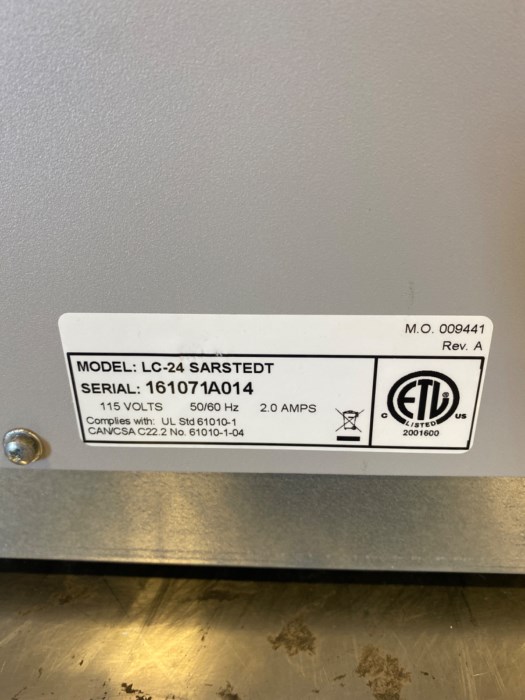 M.O. 009441
Rev. A
MODEL: LC-24 SARSTEDT
SERIAL: 161071A014
115 VOLTS 50/60 Hz 2.0 AMPS
Complies with: UL Std 61010-1
CAN/CSA C22.2 No. 61010-1-04
ETL ®
C LISTED US
2001600